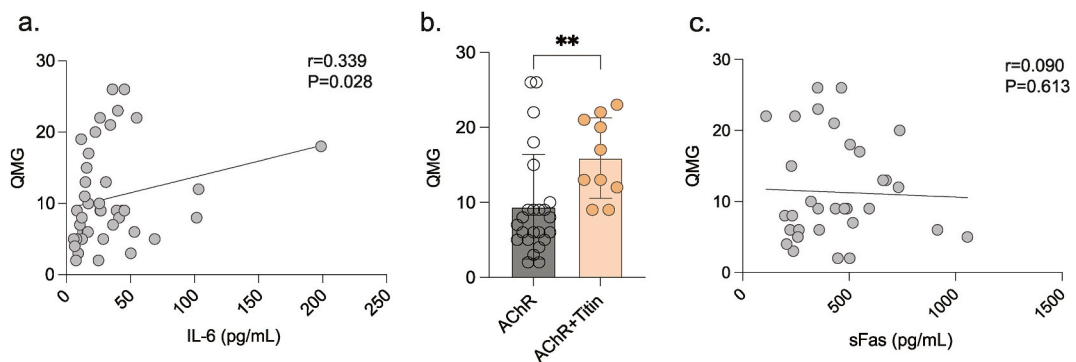 a.
r=0.339
P=0.028
QMG
30
20
10
0
0
50
100
150
200
250
IL-6 (pg/mL)
b.
**
QMG
30
20
10
0
AChR
AChR+Titin
c.
r=0.090
P=0.613
QMG
30
20
10
0
0
500
1000
1500
sFas (pg/mL)